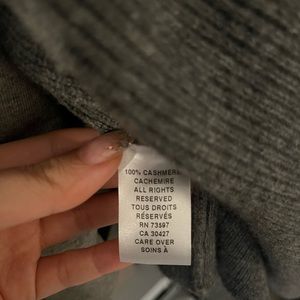 100% CASHMERE
CACHEMIRE
ALL RIGHTS
RESERVED
TOUS DROITS
RÉSERVÉS
RN 73597
CA 30427
CARE OVER
SOINS À